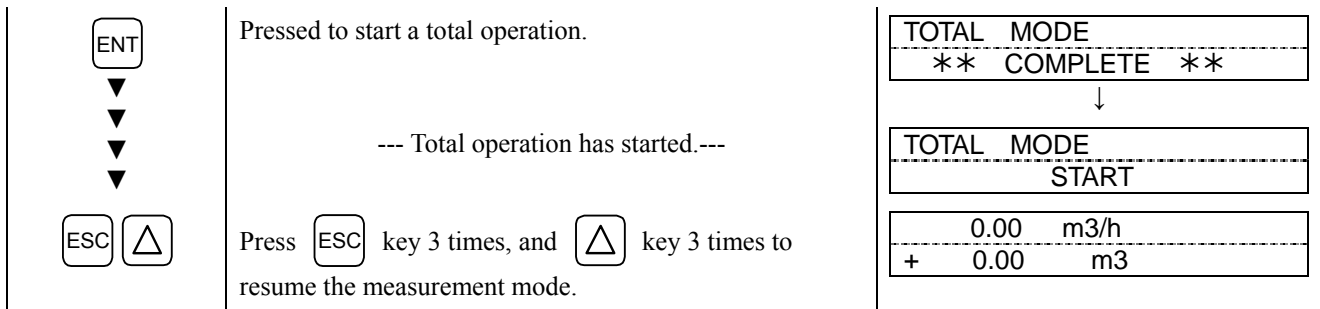 ENT
Pressed to start a total operation.
TOTAL MODE
** COMPLETE **
↓
▼
▼
▼
▼
--- Total operation has started.---
TOTAL MODE
START
ESC △
Press ESC key 3 times, and △ key 3 times to
resume the measurement mode.
0.00 m3/h
+ 0.00 m3